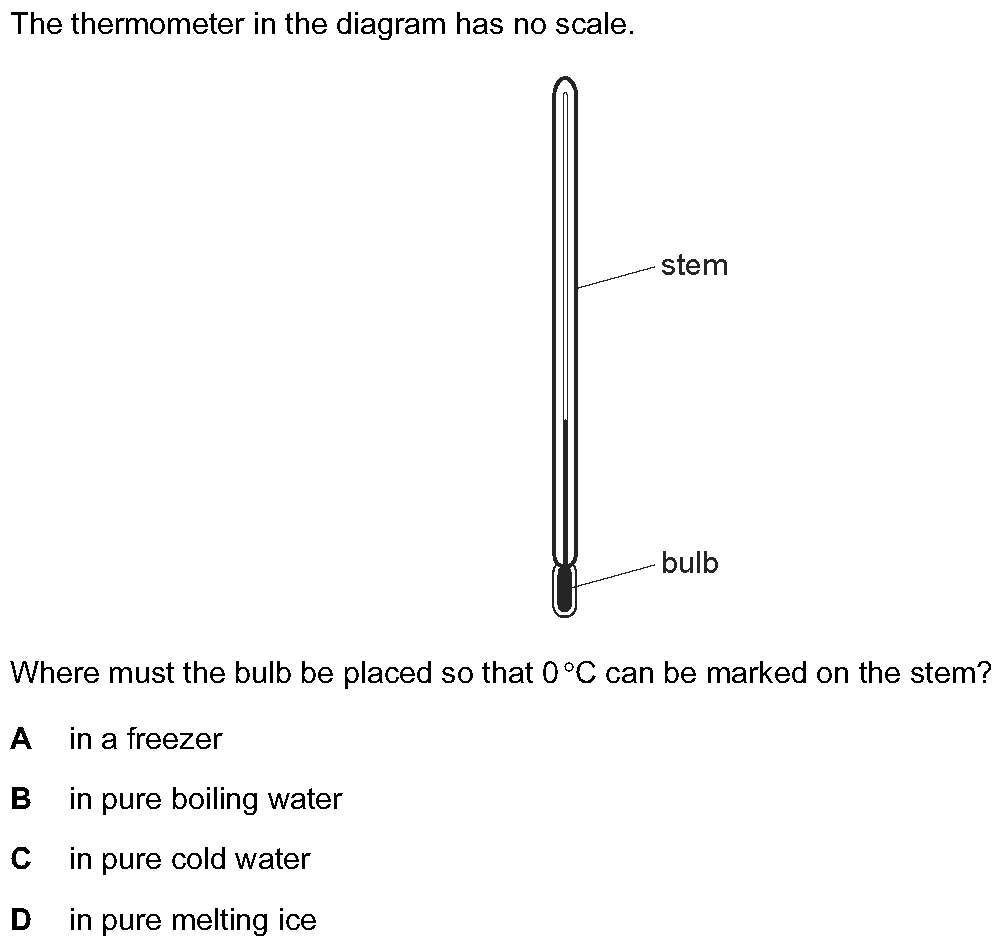 The thermometer in the diagram has no scale.
stem
bulb
Where must the bulb be placed so that 0 °C can be marked on the stem?
A in a freezer
B in pure boiling water
C in pure cold water
D in pure melting ice